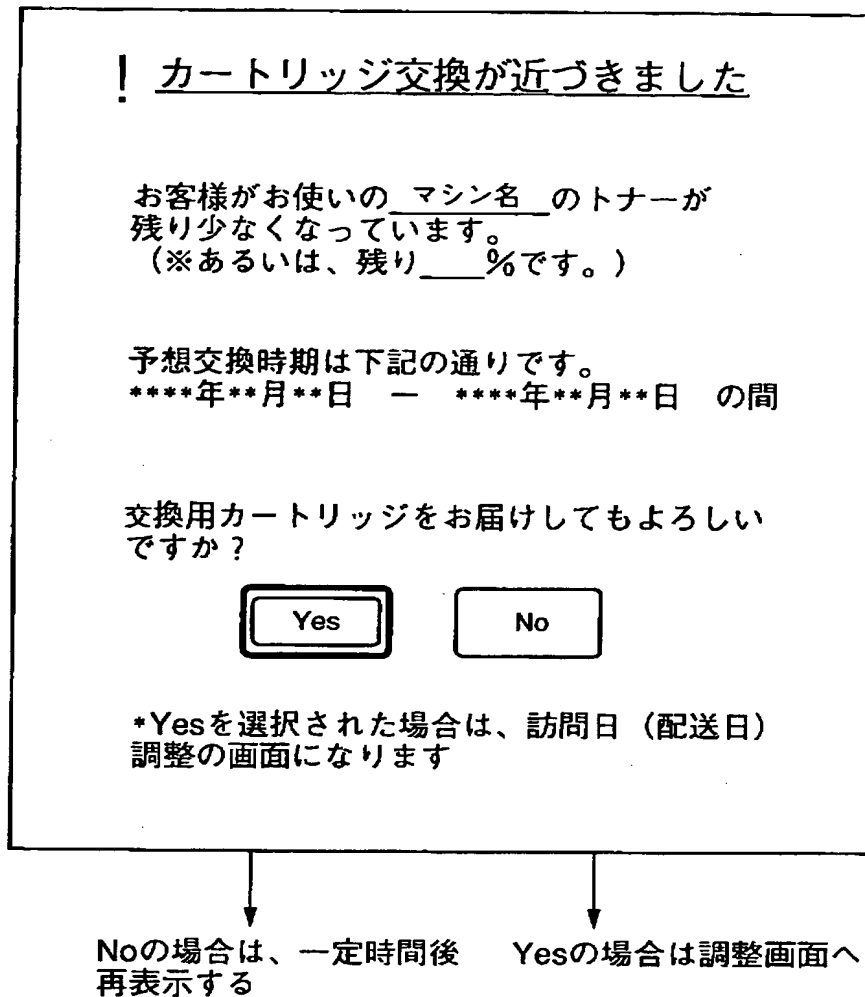 ! カートリッジ交換が近づきました
お客様がお使いの マシン名 のトナーが
残り少なくなっています。
(※あるいは、残り___%です。)
予想交換時期は下記の通りです。
****年**月**日 ー ****年**月**日 の間
交換用カートリッジをお届けしてもよろしい
ですか?
Yes No
*Yesを選択された場合は、訪問日(配送日)
調整の画面になります
Noの場合は、一定時間後 Yesの場合は調整画面へ
再表示する